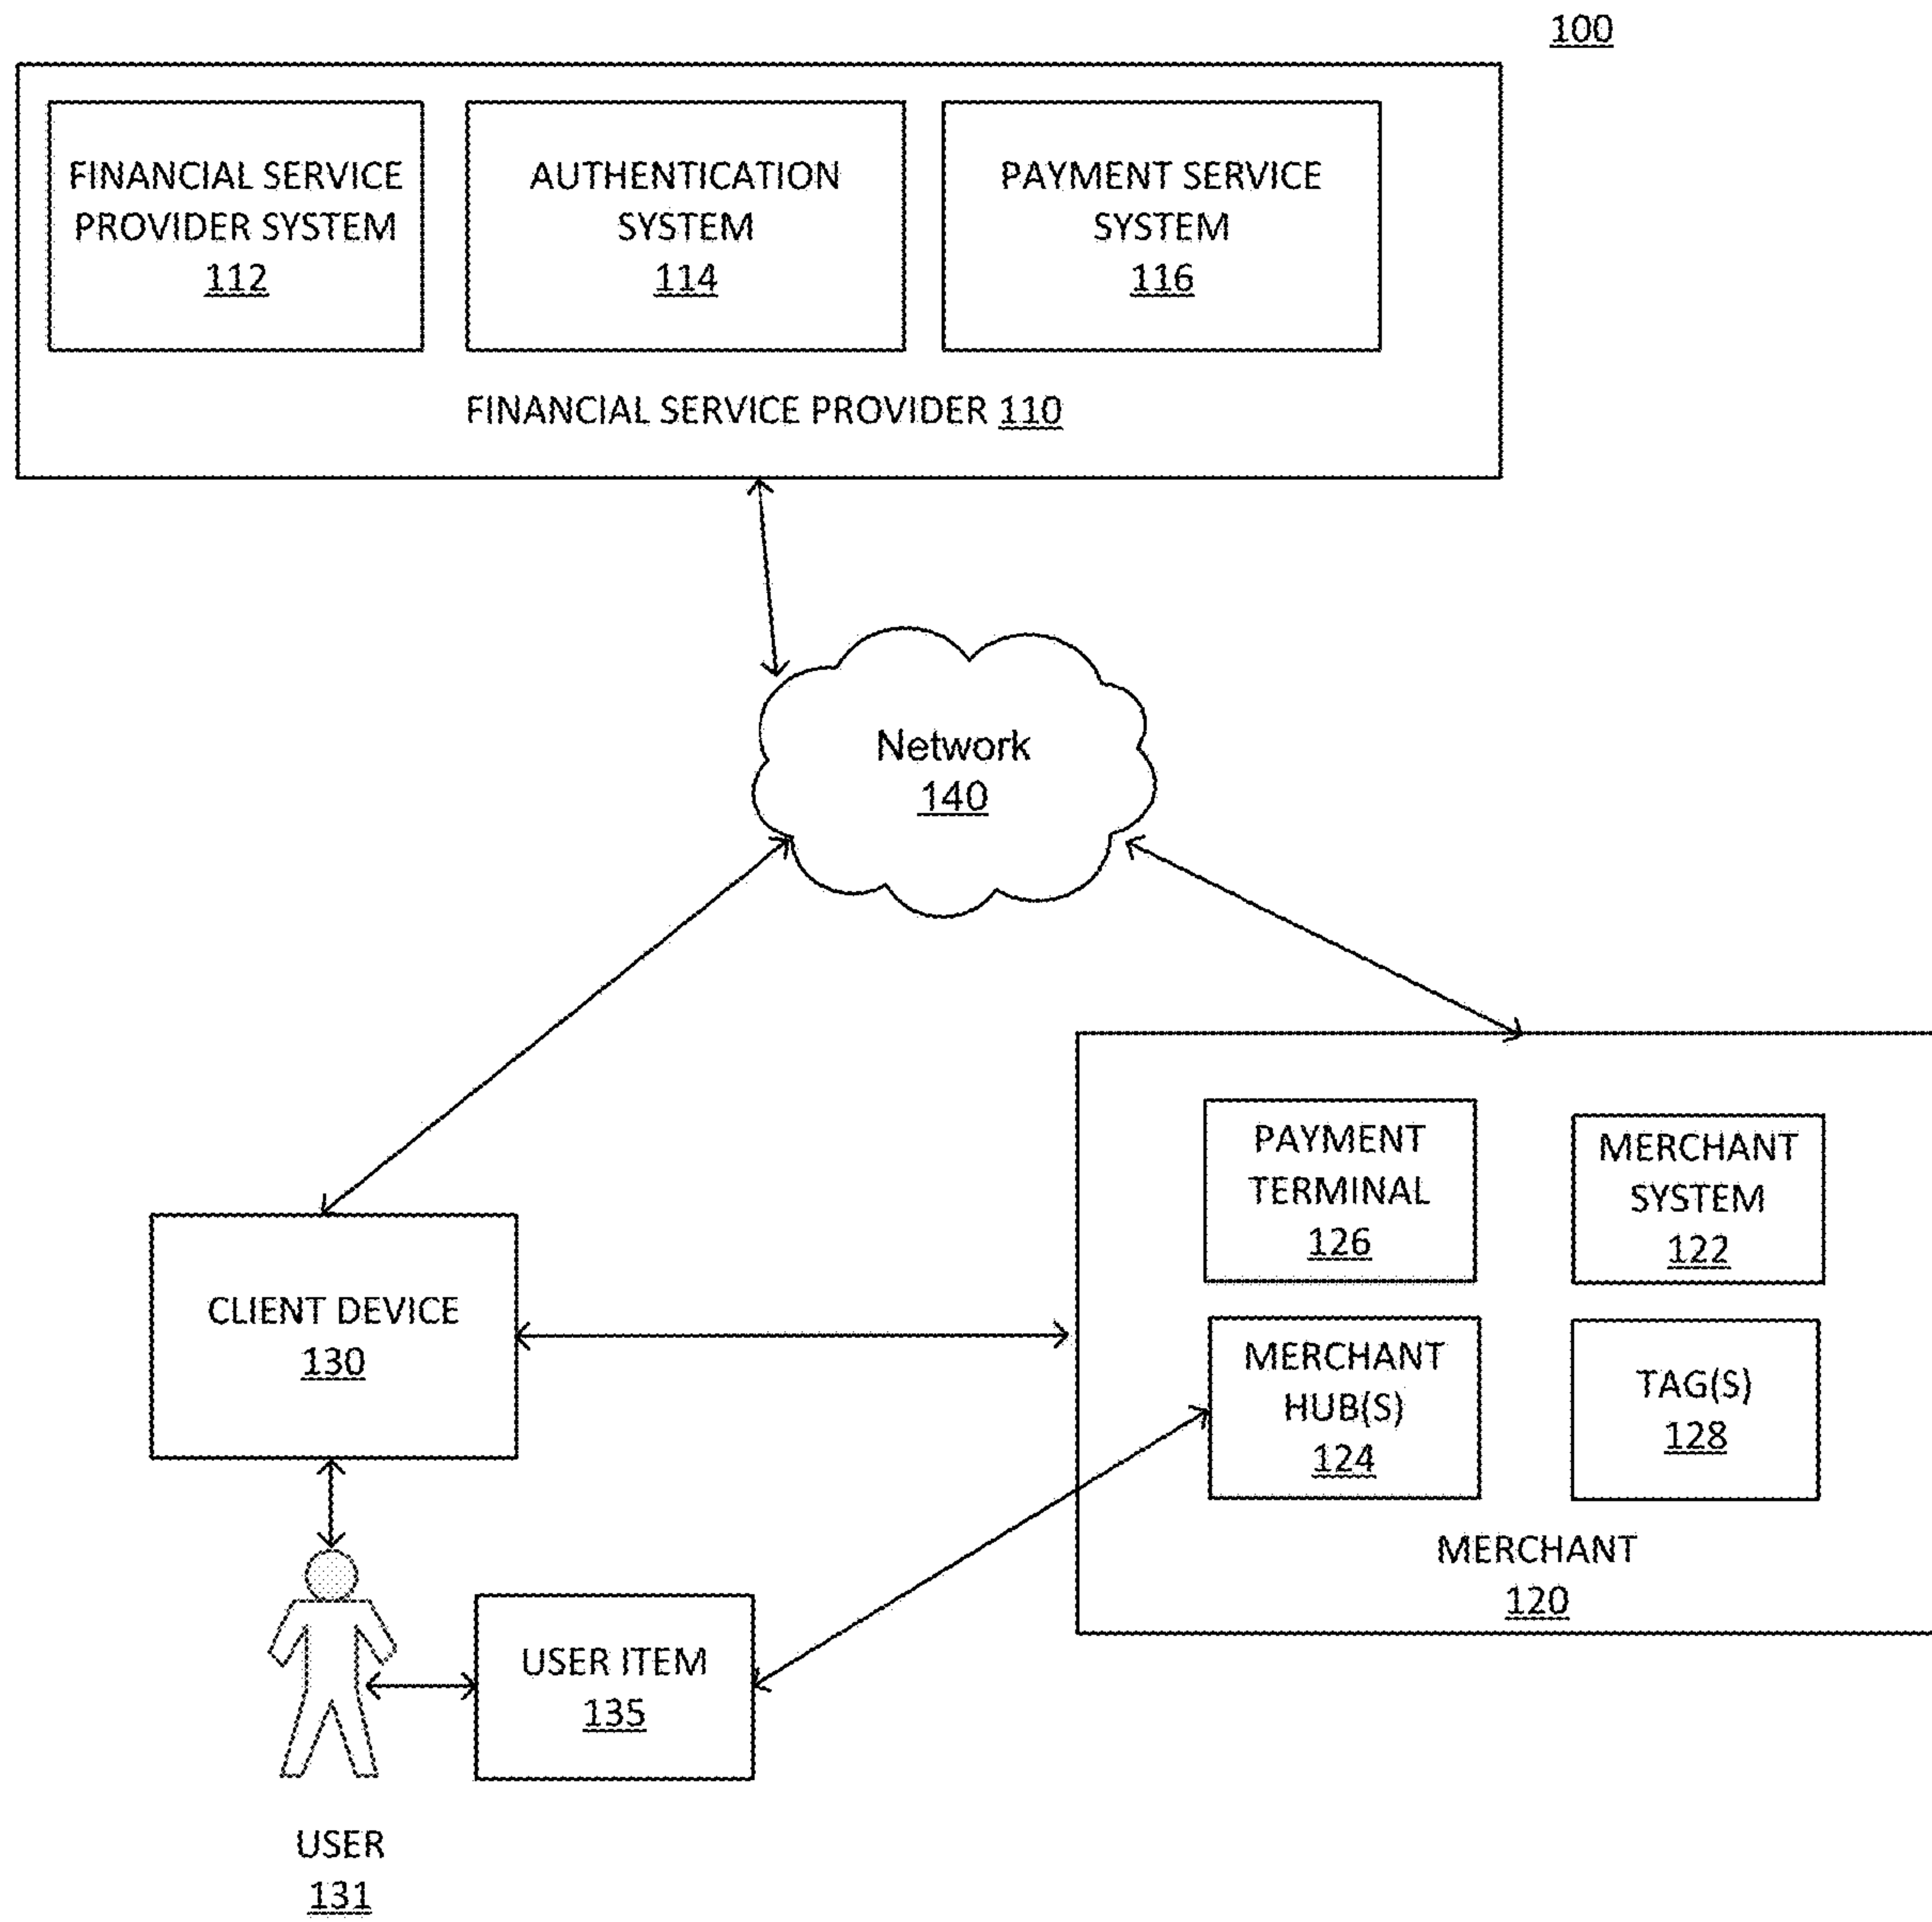 100
FINANCIAL SERVICE
PROVIDER SYSTEM
112
AUTHENTICATION
SYSTEM
114
PAYMENT SERVICE
SYSTEM
116
FINANCIAL SERVICE PROVIDER 110
Network
140
PAYMENT
TERMINAL
126
MERCHANT
SYSTEM
122
CLIENT DEVICE
130
MERCHANT
HUB(S)
124
TAG(S)
128
MERCHANT
120
USER ITEM
135
USER
131